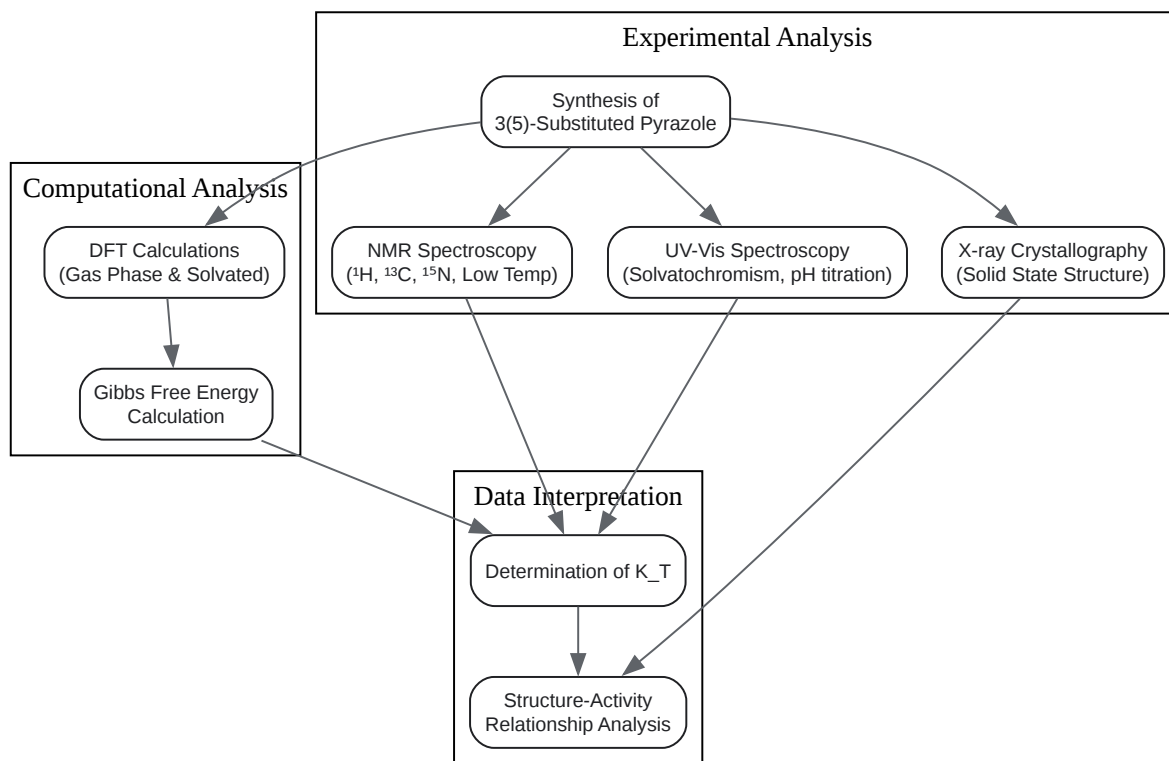 Experimental Analysis
Synthesis of
3(5)-Substituted Pyrazole
Computational Analysis
DFT Calculations
(Gas Phase & Solvated)
NMR Spectroscopy
(¹H, ¹³C, ¹⁵N, Low Temp)
UV-Vis Spectroscopy
(Solvatochromism, pH titration)
X-ray Crystallography
(Solid State Structure)
Gibbs Free Energy
Calculation
Data Interpretation
Determination of K_T
Structure-Activity
Relationship Analysis